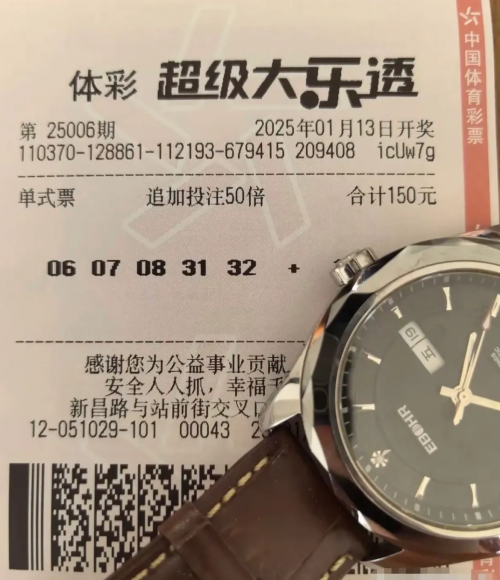 体彩 超级大乐透
第 25006期 2025年01月13日开奖
110370-128861-112193-679415 209408 icUw7g
单式票 追加投注50倍 合计150元
06 07 08 31 32 +
感谢您为公益事业贡献
安全人人抓，幸福
新昌路与站前街交叉口
12-051029-101 00043
中国体育彩票
19 五
EBOHR